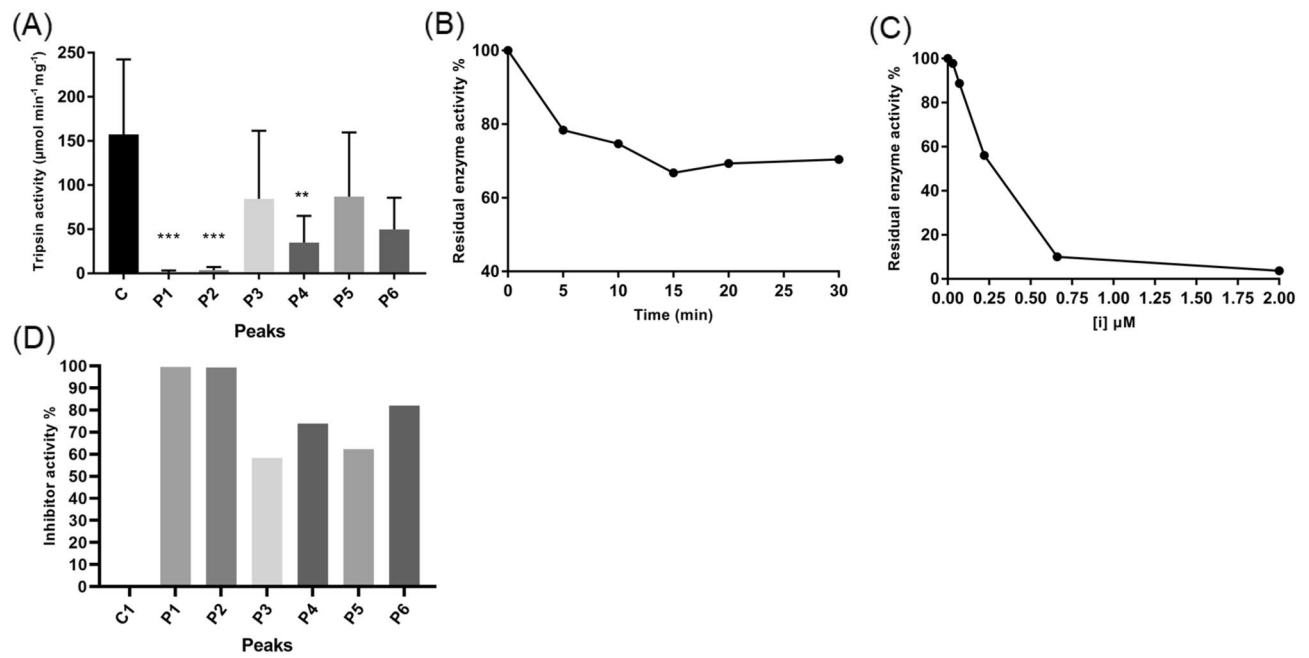 (A)
250
200
150
100
50
0
Tripsin activity (µmol min⁻¹ mg⁻¹)
***
***
**
C
P1
P2
P3
P4
P5
P6
Peaks
(B)
100
80
60
40
Residual enzyme activity %
0
5
10
15
20
25
30
Time (min)
(C)
100
80
60
40
20
0
Residual enzyme activity %
0.00
0.25
0.50
0.75
1.00
1.25
1.50
1.75
2.00
[i] µM
(D)
100
90
80
70
60
50
40
30
20
10
0
Inhibitor activity %
C1
P1
P2
P3
P4
P5
P6
Peaks